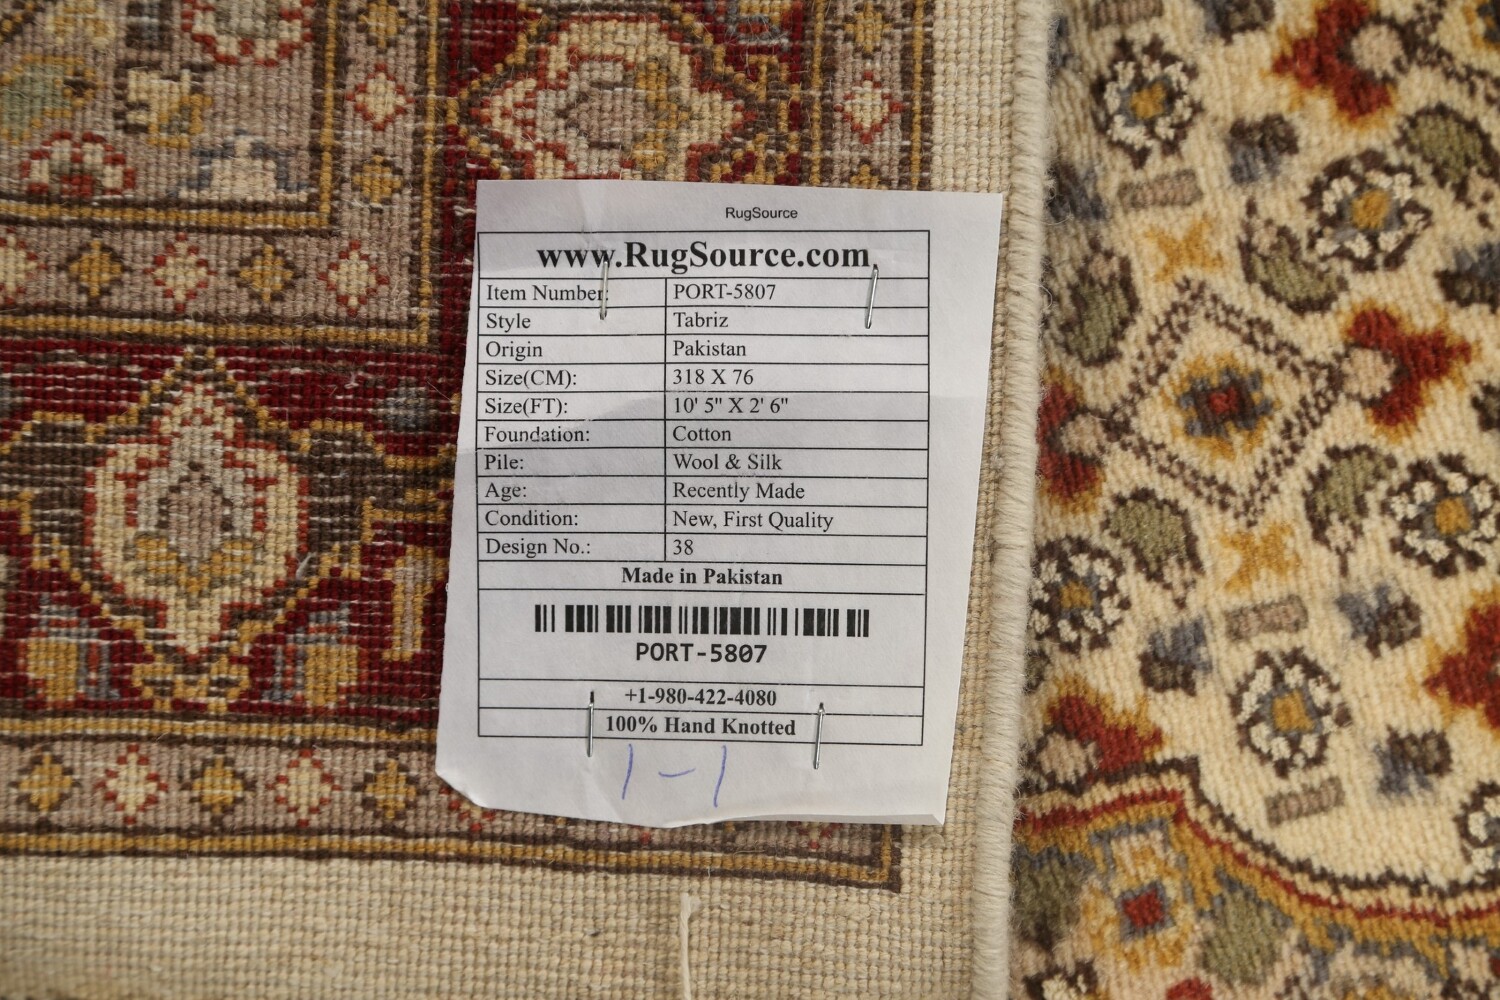 RugSource
www.RugSource.com
Item Number: PORT-5807
Style Tabriz
Origin Pakistan
Size(CM): 318 X 76
Size(FT): 10' 5" X 2' 6"
Foundation: Cotton
Pile: Wool & Silk
Age: Recently Made
Condition: New, First Quality
Design No.: 38
Made in Pakistan
PORT-5807
+1-980-422-4080
100% Hand Knotted
1-1